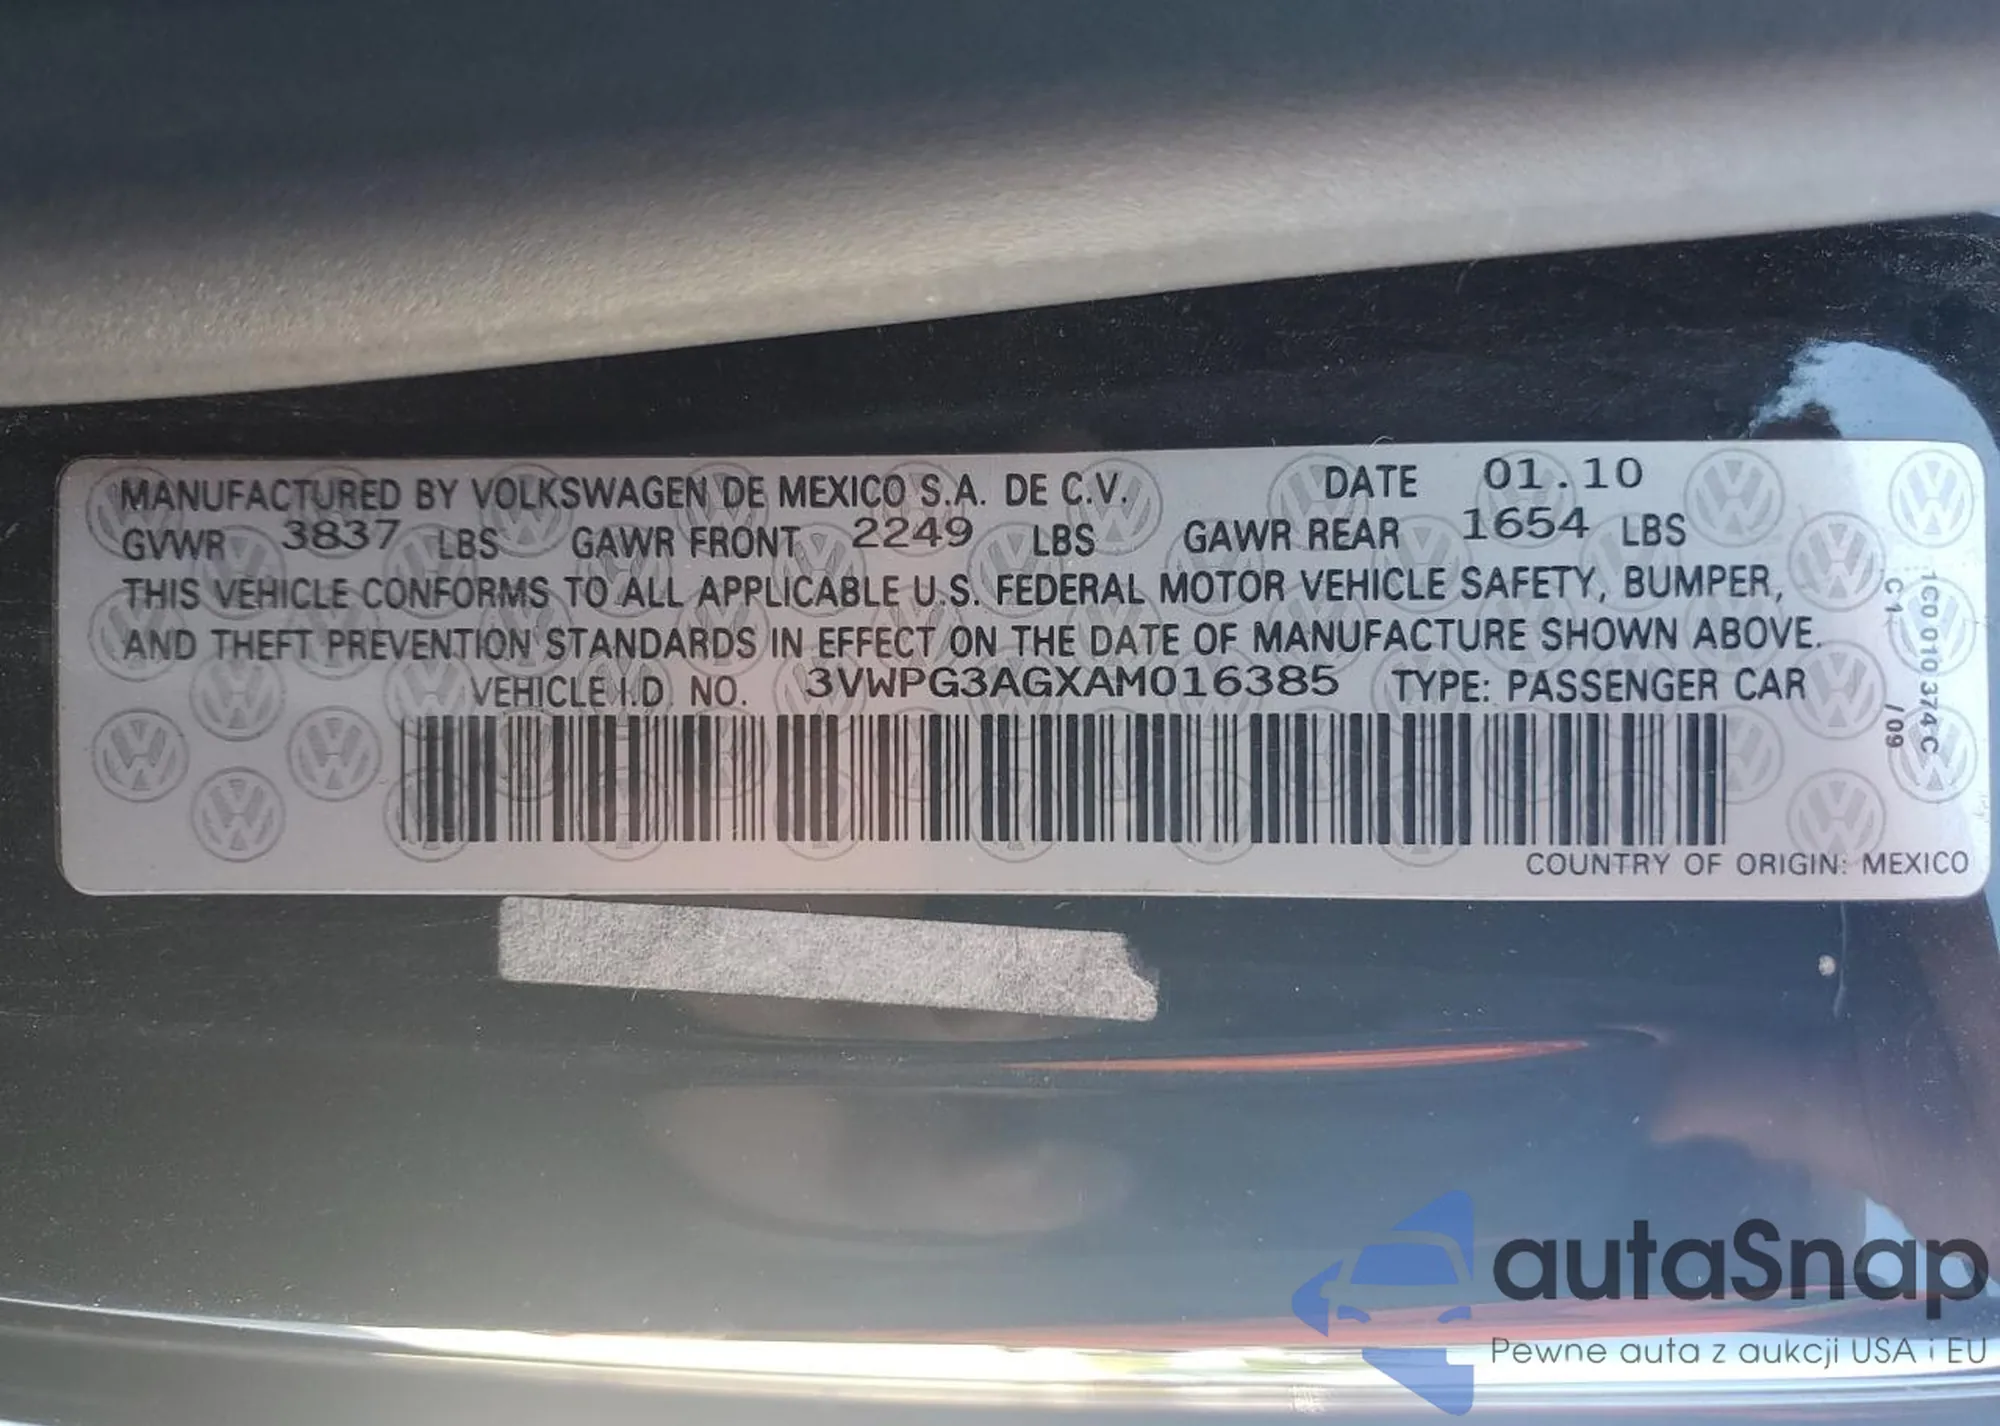 MANUFACTURED BY VOLKSWAGEN DE MEXICO S.A. DE C.V. DATE 01.10
GVWR 3837 LBS GAWR FRONT 2249 LBS GAWR REAR 1654 LBS
THIS VEHICLE CONFORMS TO ALL APPLICABLE U.S. FEDERAL MOTOR VEHICLE SAFETY, BUMPER,
AND THEFT PREVENTION STANDARDS IN EFFECT ON THE DATE OF MANUFACTURE SHOWN ABOVE.
VEHICLE I.D. NO. 3VWPG3AGXAM016385 TYPE: PASSENGER CAR
COUNTRY OF ORIGIN: MEXICO
1C0 010 374 C
C 1 /09
autaSnap
Pewne auta z aukcji USA i EU